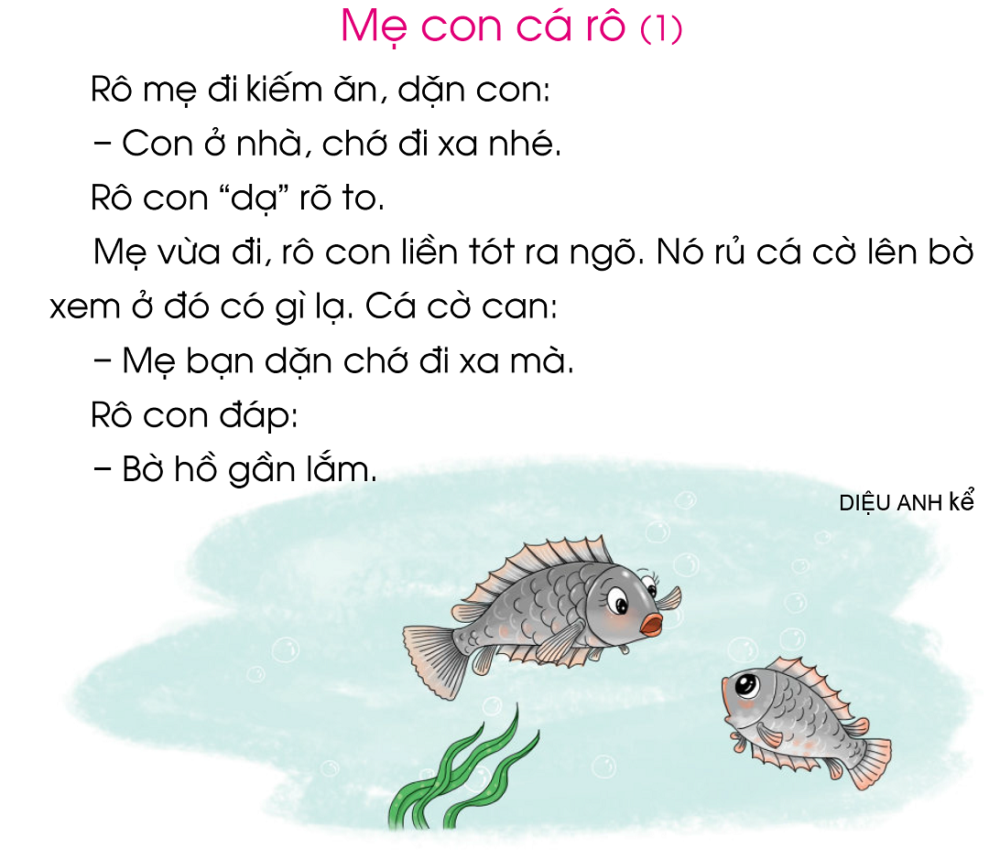 Mẹ con cá rô (1)
Rô mẹ đi kiếm ăn, dặn con:
– Con ở nhà, chớ đi xa nhé.
Rô con “dạ” rõ to.
Mẹ vừa đi, rô con liền tót ra ngõ. Nó rủ cá cờ lên bờ
xem ở đó có gì lạ. Cá cờ can:
– Mẹ bạn dặn chớ đi xa mà.
Rô con đáp:
– Bờ hồ gần lắm.
DIỆU ANH kể